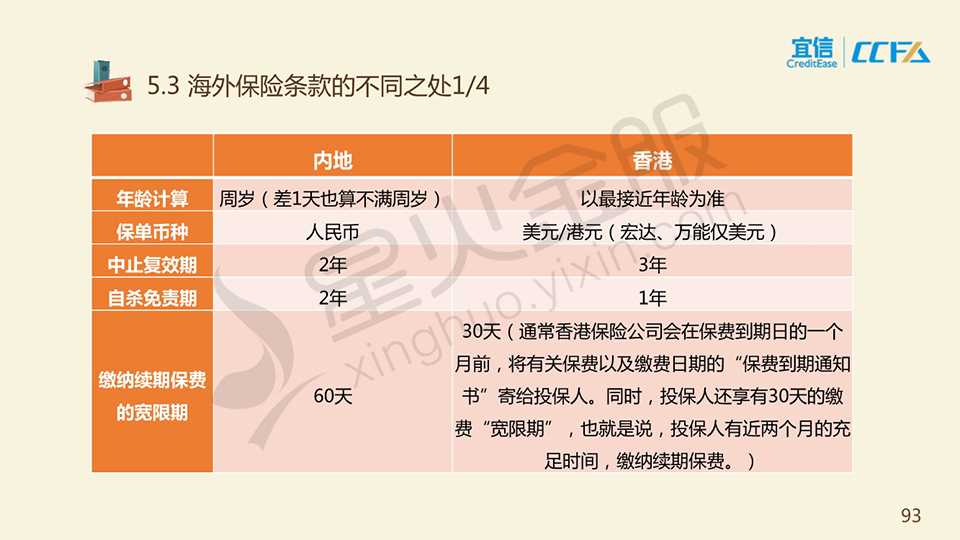 宜信
CreditEase
CCFA
5.3 海外保险条款的不同之处1/4
内地
香港
年龄计算
周岁（差1天也算不满周岁）
以最接近年龄为准
保单币种
人民币
美元/港元（宏达、万能仅美元）
中止复效期
2年
3年
自杀免责期
2年
1年
缴纳续期保费
的宽限期
60天
30天（通常香港保险公司会在保费到期日的一个
月前，将有关保费以及缴费日期的“保费到期通知
书”寄给投保人。同时，投保人还享有30天的缴
费“宽限期”，也就是说，投保人有近两个月的充
足时间，缴纳续期保费。）
星火金服
xinghuo.yixin.com
93